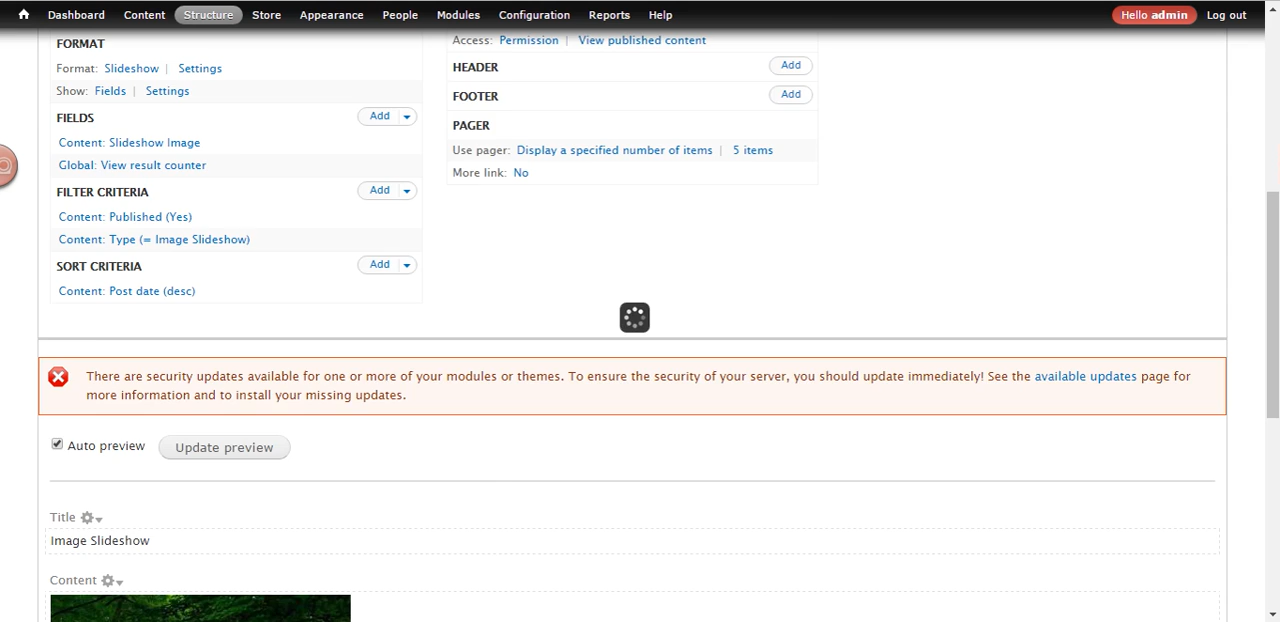 Dashboard Content Structure Store Appearance People Modules Configuration Reports Help Hello admin Log out
FORMAT
Format: Slideshow | Settings
Show: Fields | Settings
FIELDS Add
Content: Slideshow Image
Global: View result counter
FILTER CRITERIA Add
Content: Published (Yes)
Content: Type (= Image Slideshow)
SORT CRITERIA Add
Content: Post date (desc)
Access: Permission | View published content
HEADER Add
FOOTER Add
PAGER
Use pager: Display a specified number of items | 5 items
More link: No
There are security updates available for one or more of your modules or themes. To ensure the security of your server, you should update immediately! See the available updates page for
more information and to install your missing updates.
Auto preview Update preview
Title
Image Slideshow
Content